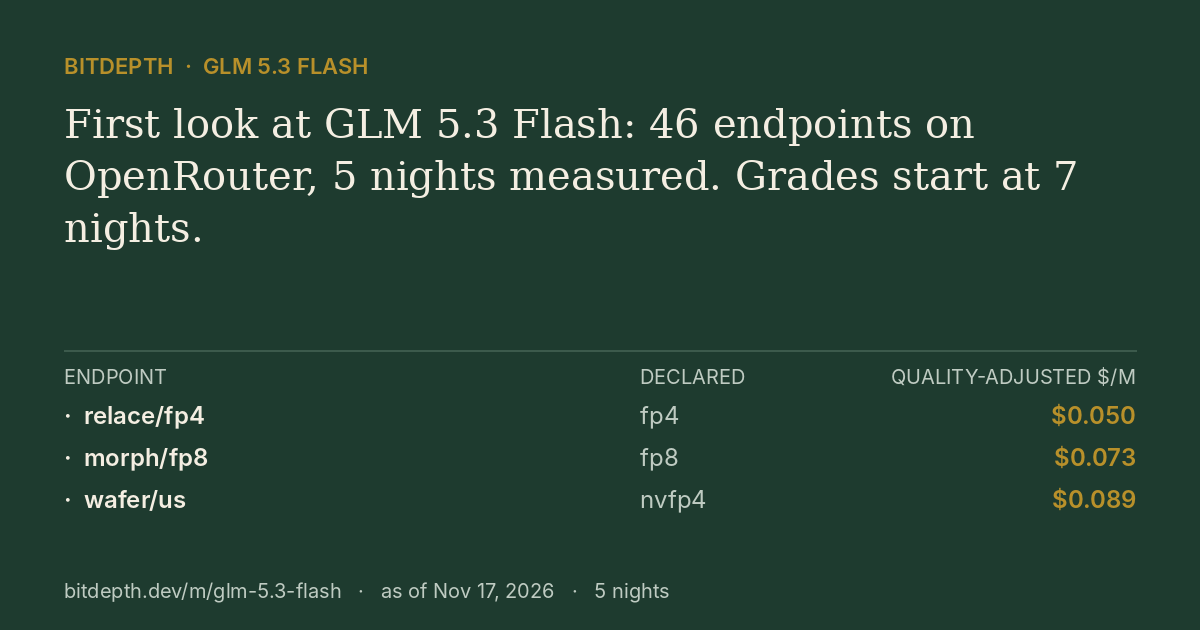 BITDEPTH · GLM 5.3 FLASH
First look at GLM 5.3 Flash: 46 endpoints on
OpenRouter, 5 nights measured. Grades start at 7
nights.
ENDPOINT DECLARED QUALITY-ADJUSTED $/M
· relace/fp4 fp4 $0.050
· morph/fp8 fp8 $0.073
· wafer/us nvfp4 $0.089
bitdepth.dev/m/glm-5.3-flash · as of Nov 17, 2026 · 5 nights